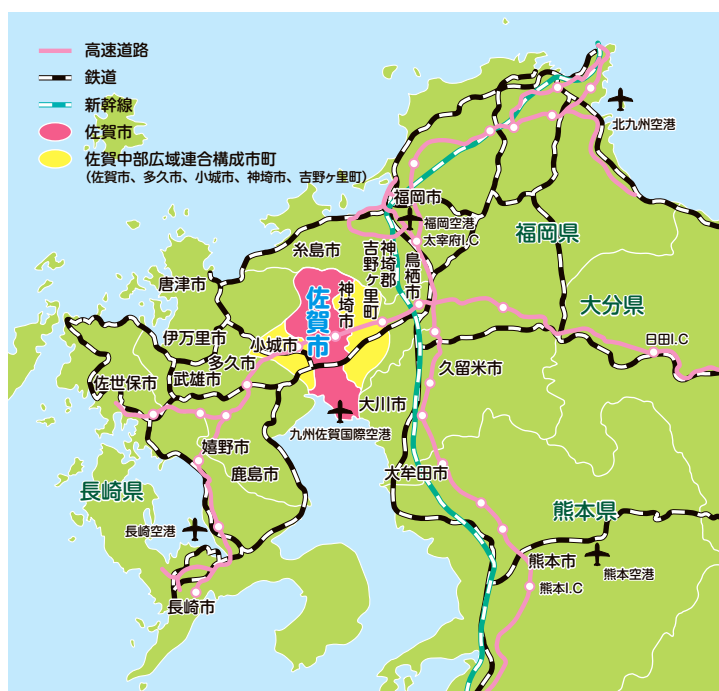 高速道路
鉄道
新幹線
佐賀市
佐賀中部広域連合構成市町
（佐賀市、多久市、小城市、神埼市、吉野ヶ里町）
北九州空港
福岡市
福岡空港
太宰府I.C
福岡県
糸島市
神埼郡
吉野ヶ里町
鳥栖市
唐津市
佐賀市
神埼市
大分県
伊万里市
小城市
日田I.C
多久市
武雄市
佐世保市
久留米市
大川市
九州佐賀国際空港
嬉野市
鹿島市
大牟田市
長崎県
熊本県
長崎空港
熊本市
熊本空港
熊本I.C
長崎市